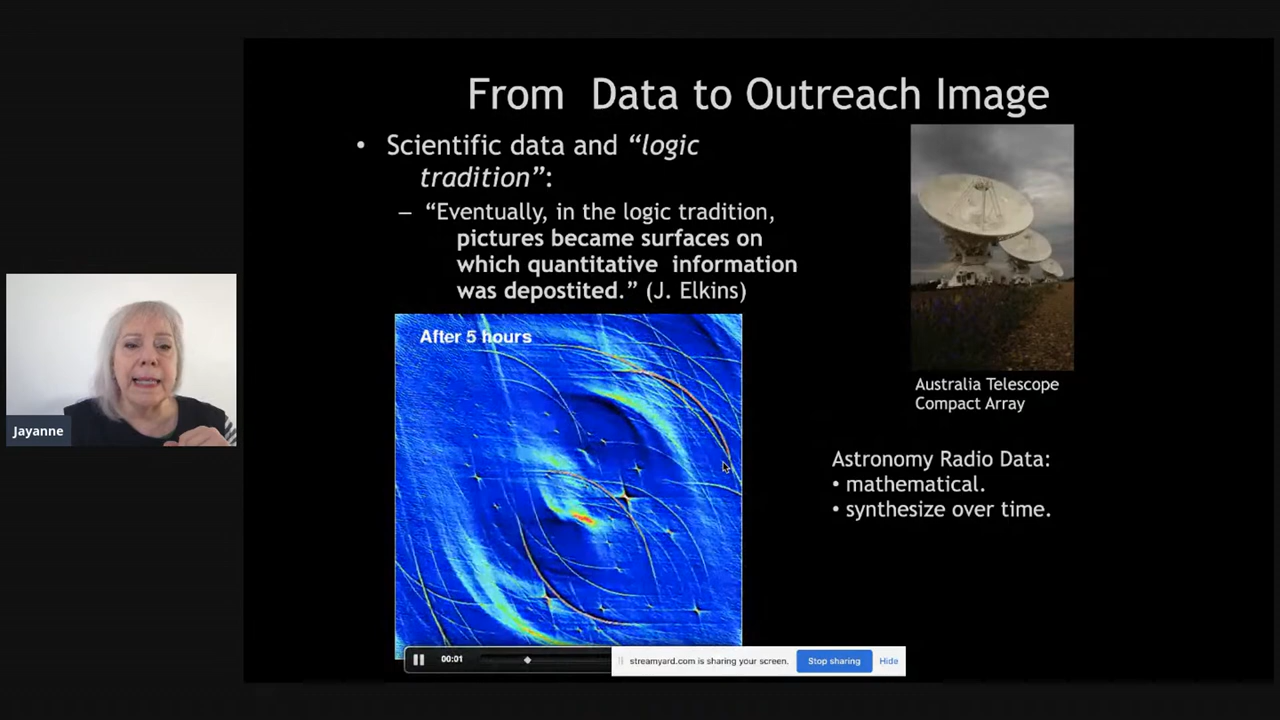 From Data to Outreach Image
• Scientific data and “logic
tradition”:
– “Eventually, in the logic tradition,
pictures became surfaces on
which quantitative information
was depostited.” (J. Elkins)
After 5 hours
Australia Telescope
Compact Array
Astronomy Radio Data:
• mathematical.
• synthesize over time.
Jayanne
00:01
streamyard.com is sharing your screen.
Stop sharing
Hide